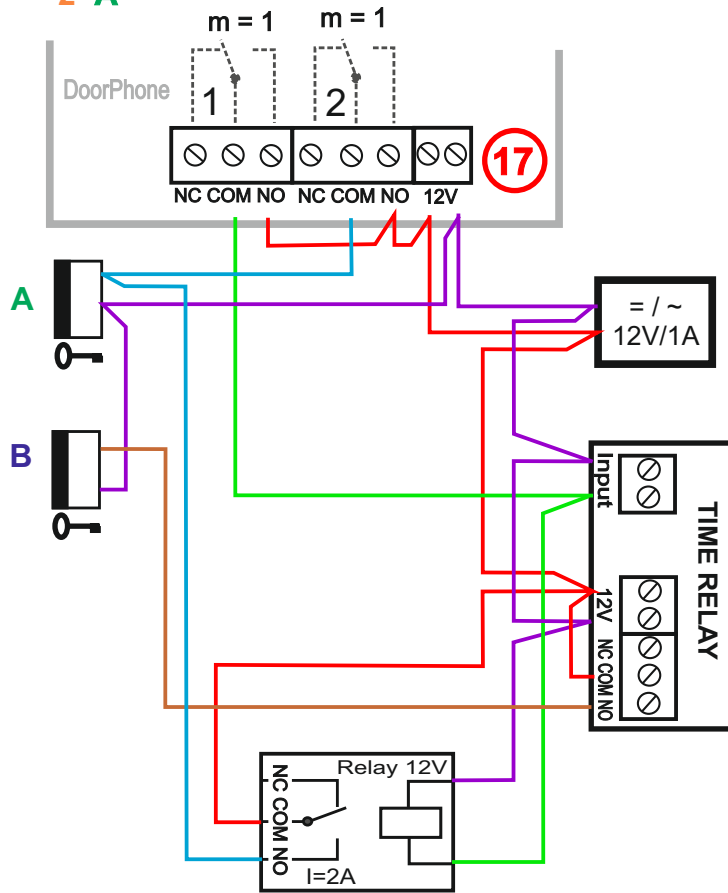 2 A
m = 1 m = 1
DoorPhone
1 2
17
NC COM NO NC COM NO 12V
A
= / ~
12V/1A
B
Input
TIME RELAY
12V
NC COM NO
Relay 12V
NC COM NO
I=2A